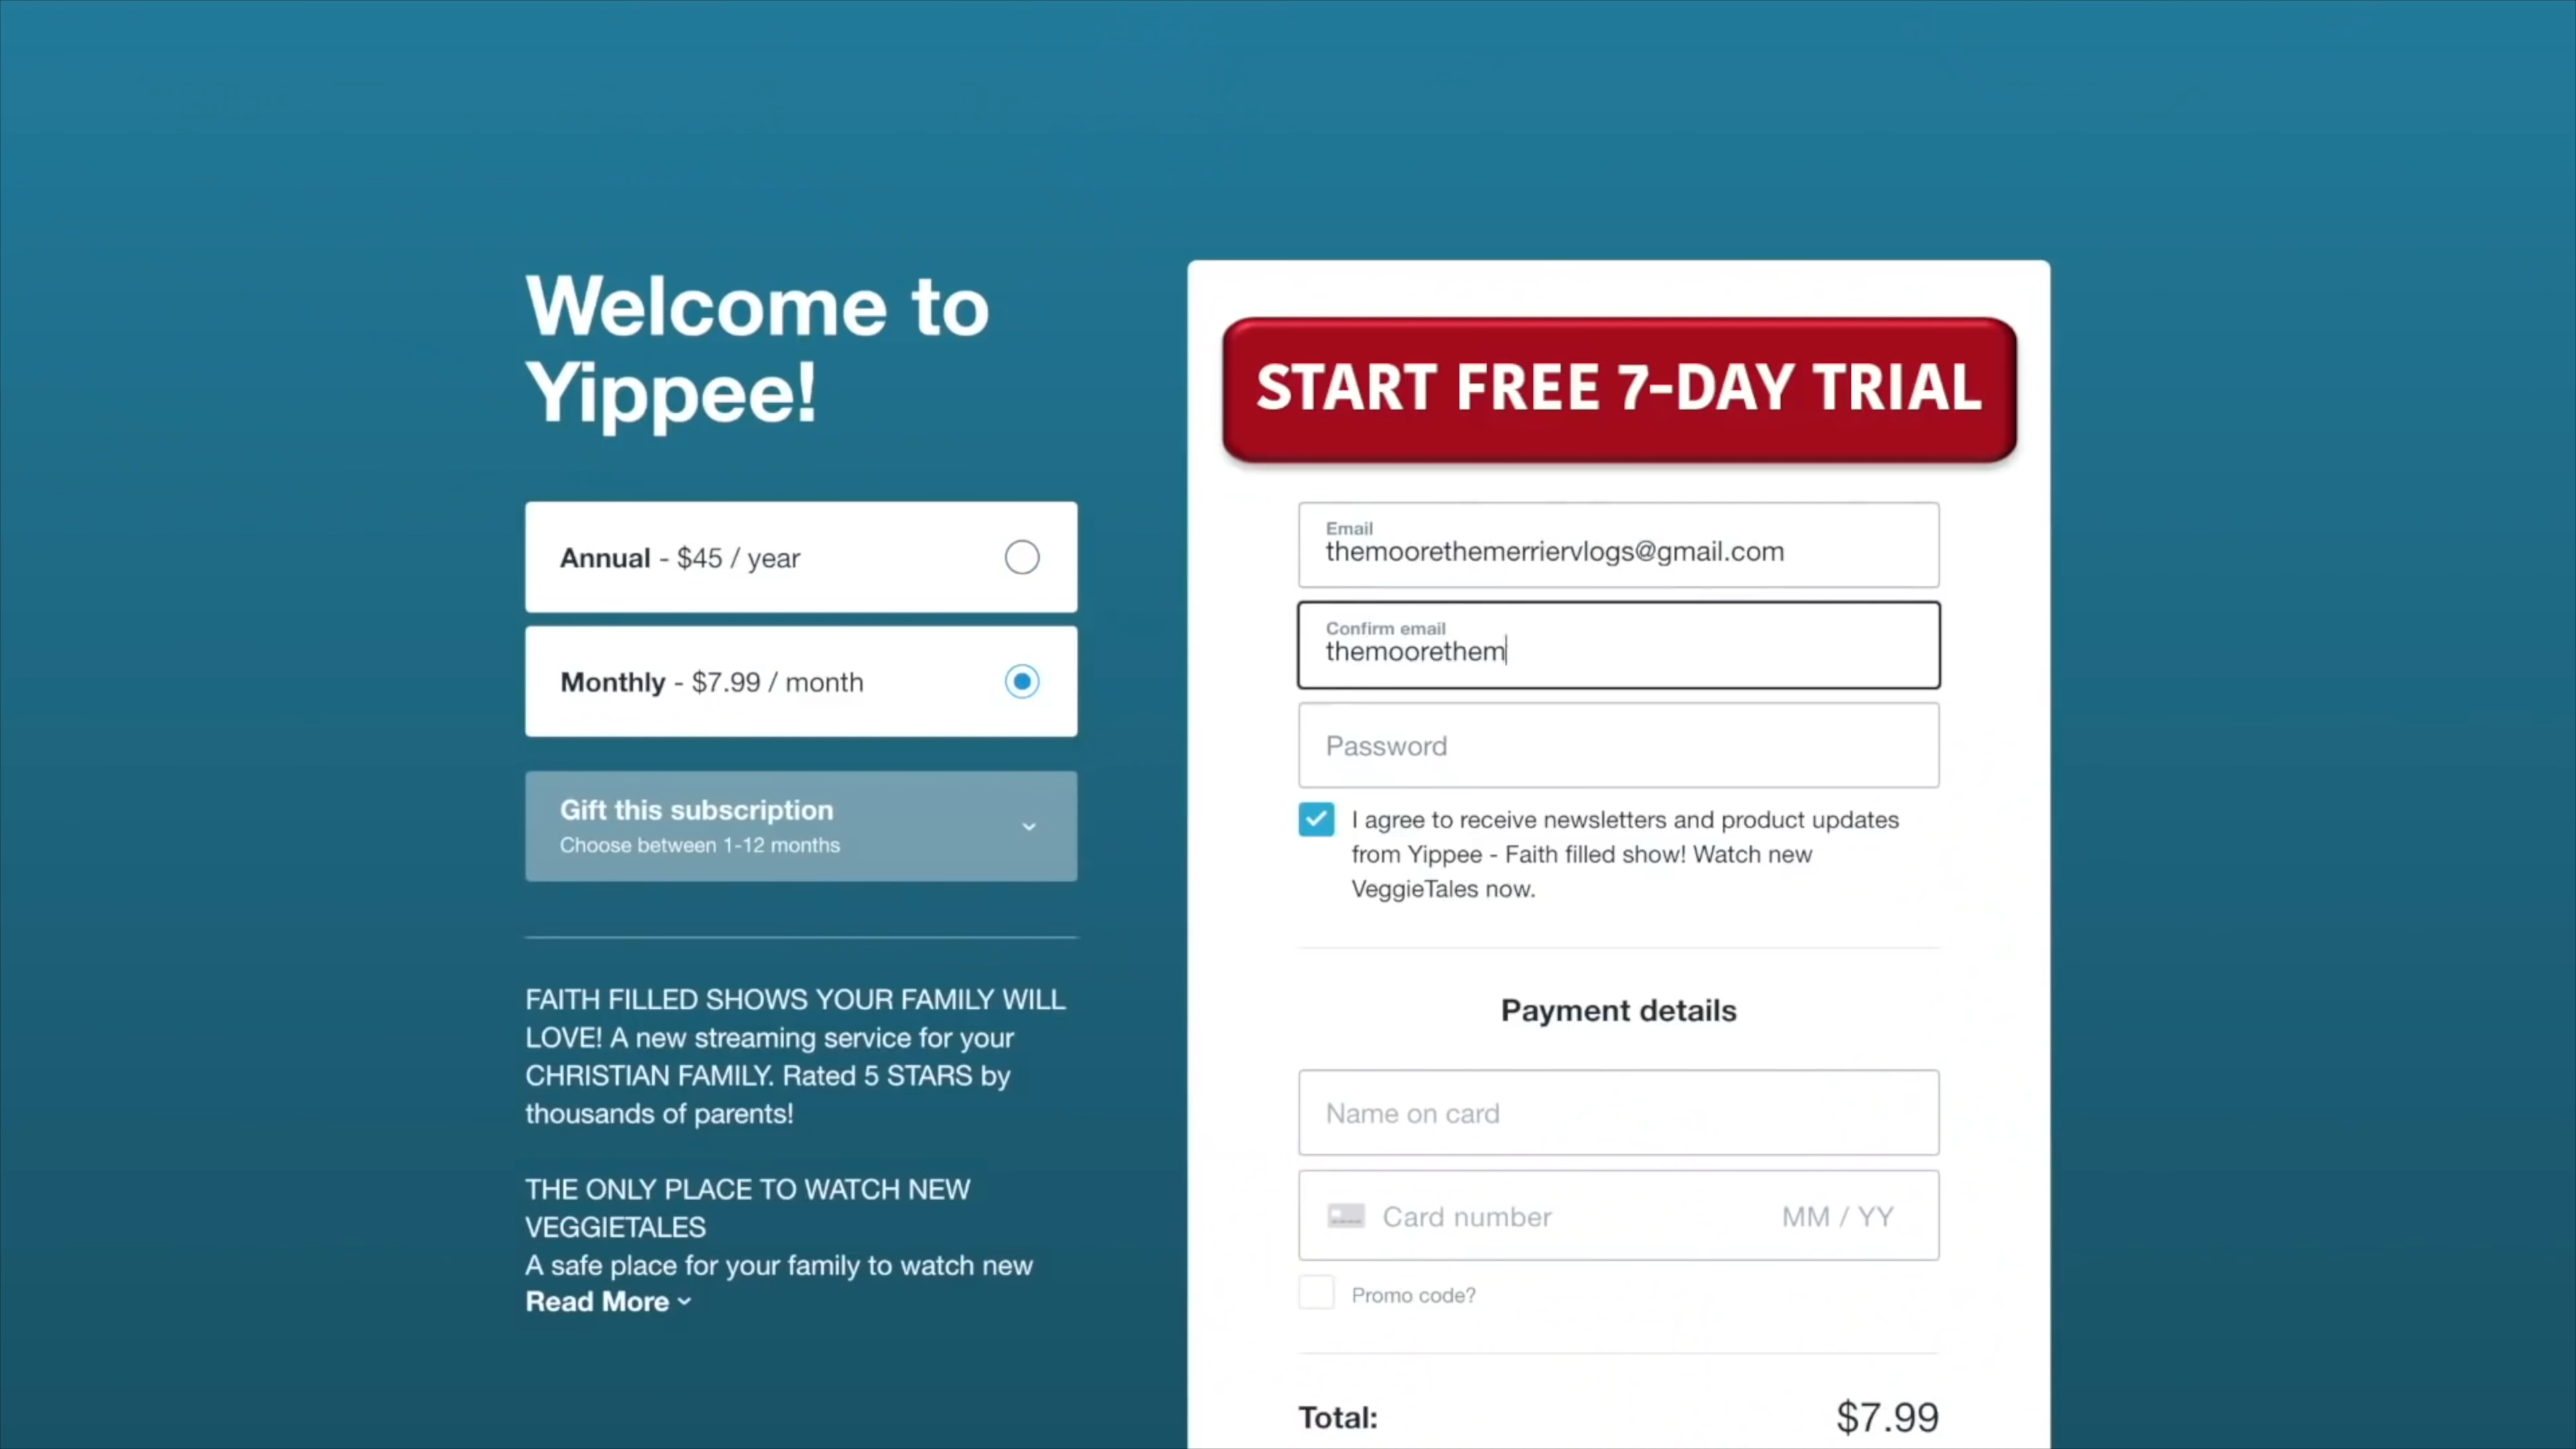 Welcome to
Yippee!
Annual - $45 / year
Monthly - $7.99 / month
Gift this subscription
Choose between 1-12 months
FAITH FILLED SHOWS YOUR FAMILY WILL
LOVE! A new streaming service for your
CHRISTIAN FAMILY. Rated 5 STARS by
thousands of parents!
THE ONLY PLACE TO WATCH NEW
VEGGIETALES
A safe place for your family to watch new
Read More
START FREE 7-DAY TRIAL
Email
themoorethemerriervlogs@gmail.com
Confirm email
themoorethem
Password
I agree to receive newsletters and product updates
from Yippee - Faith filled show! Watch new
VeggieTales now.
Payment details
Name on card
Card number MM / YY
Promo code?
Total: $7.99